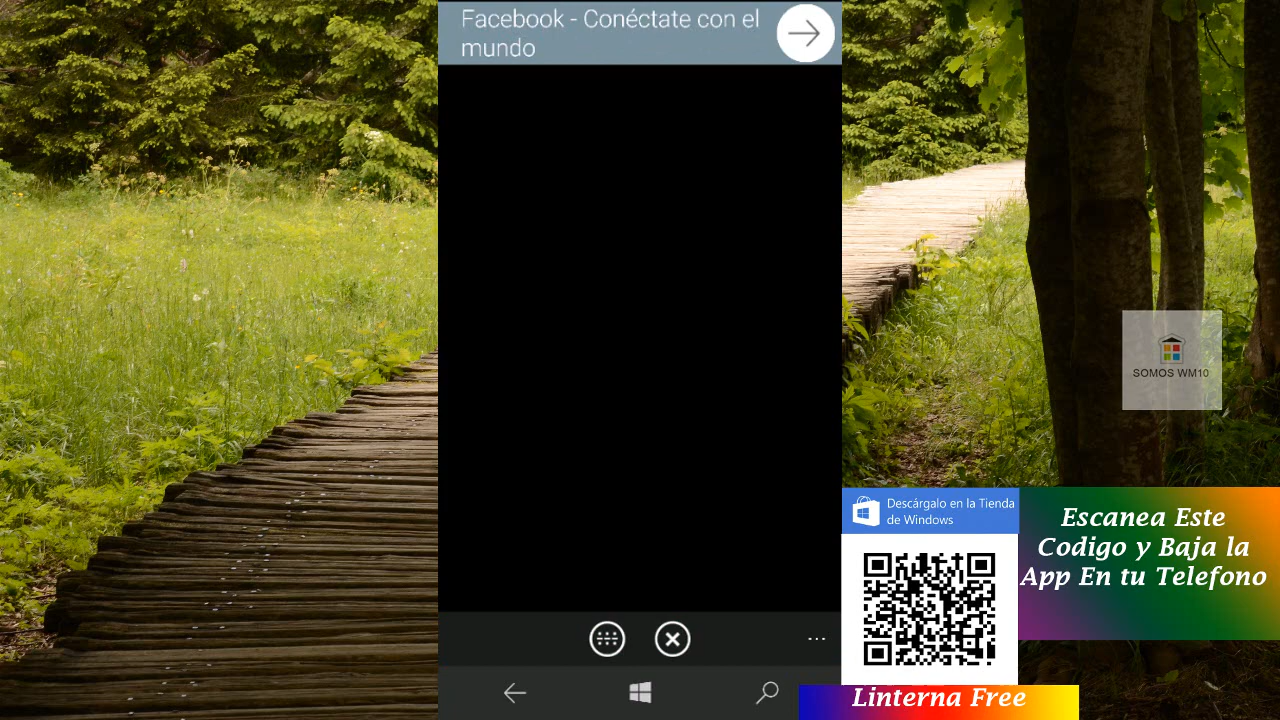 Facebook - Conéctate con el
mundo
SOMOS WM10
Descárgalo en la Tienda
de Windows
Escanea Este
Codigo y Baja la
App En tu Telefono
Linterna Free